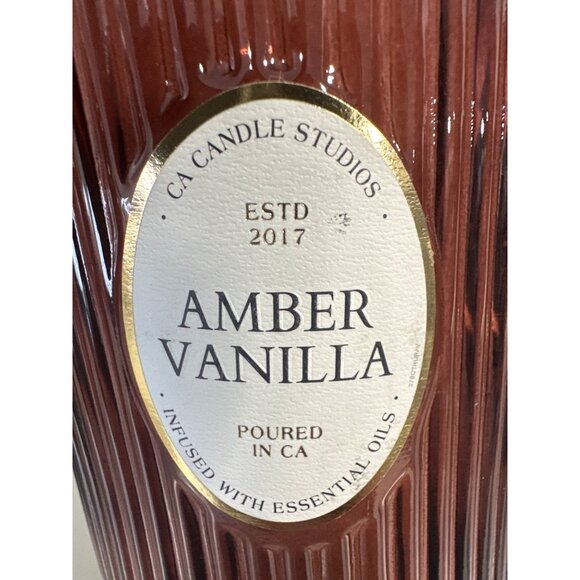 · CA CANDLE STUDIOS ·
ESTD
2017
AMBER
VANILLA
POURED
IN CA
· INFUSED WITH ESSENTIAL OILS ·